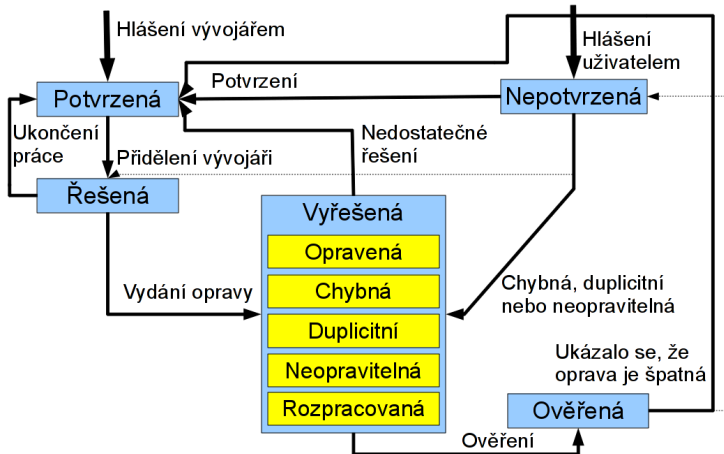 Hlášení vývojářem
Hlášení
uživatelem
Potvrzená
Potvrzení
Nepotvrzená
Ukončení
práce
Přidělení vývojáři
Nedostatečné
řešení
Řešená
Vyřešená
Opravená
Chybná
Duplicitní
Neopravitelná
Rozpracovaná
Vydání opravy
Chybná, duplicitní
nebo neopravitelná
Ukázalo se, že
oprava je špatná
Ověřená
Ověření